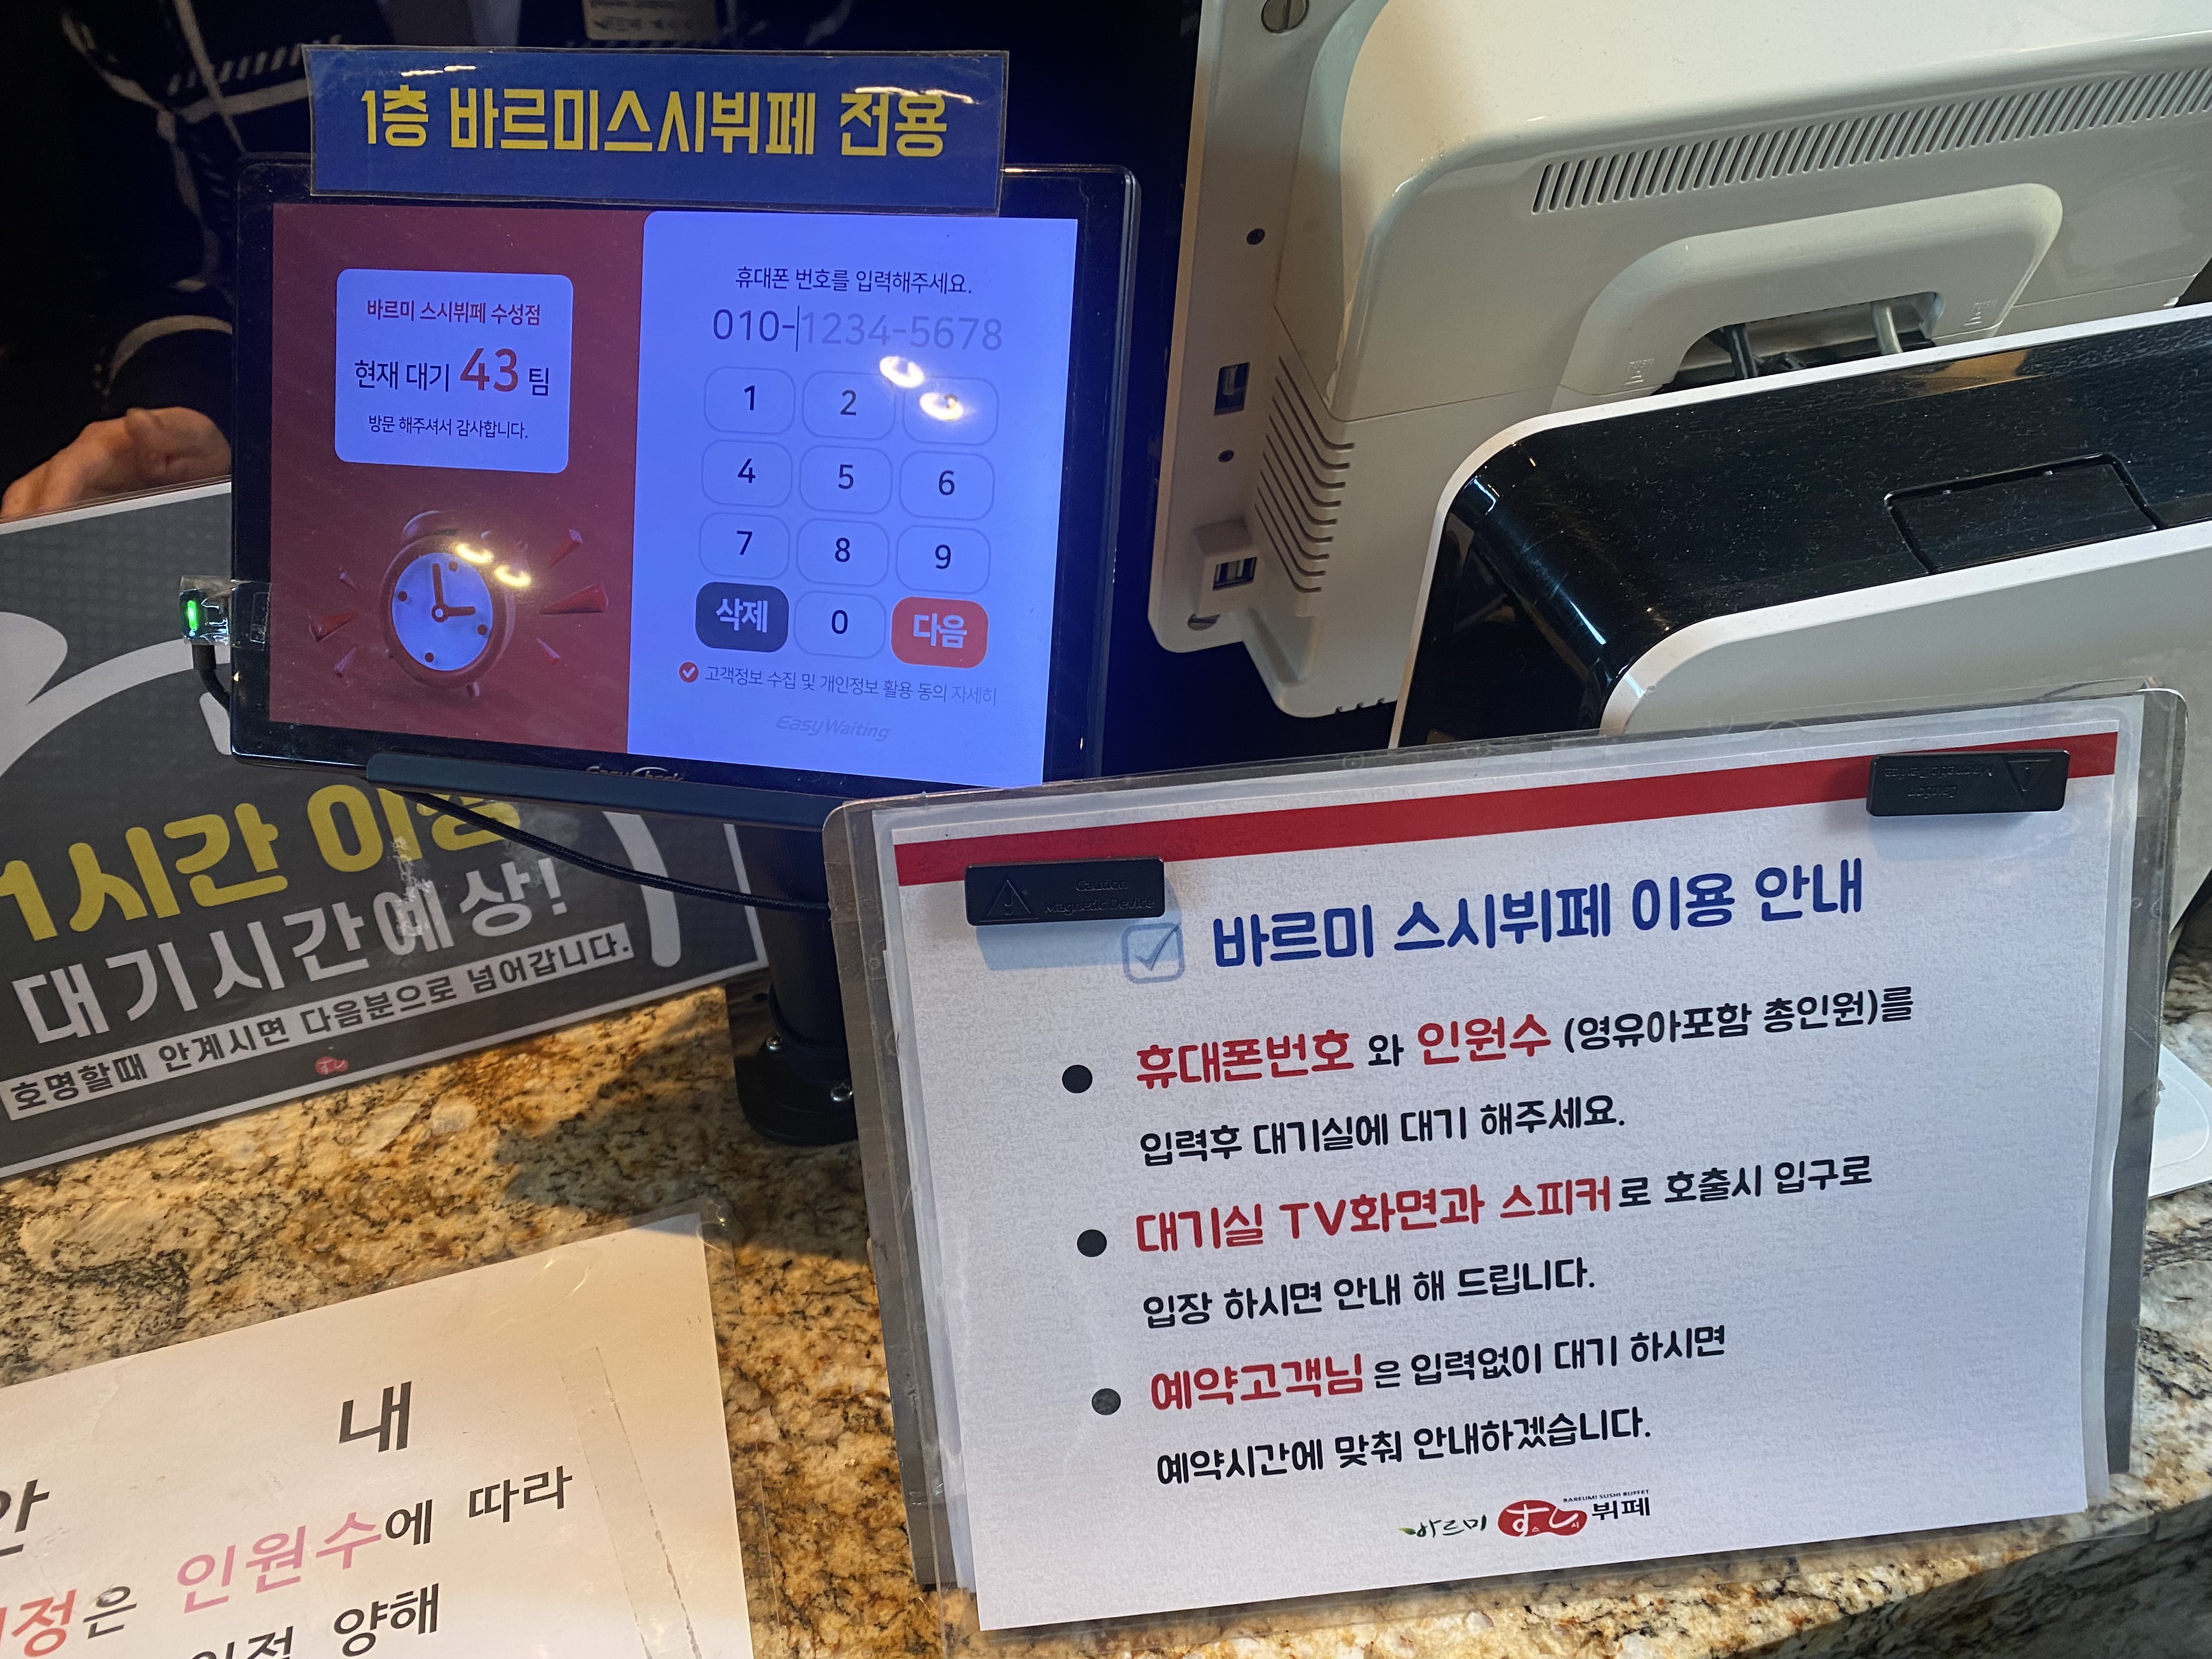 1층 바르미스시뷔페 전용
바르미 스시뷔페 수성점
현재 대기 43 팀
방문 해주셔서 감사합니다.
휴대폰 번호를 입력해주세요.
010-1234-5678
1 2
4 5 6
7 8 9
삭제 0 다음
고객정보 수집 및 개인정보 활용 동의 자세히
EasyWaiting
1시간 이상
대기시간예상!
호명할때 안계시면 다음분으로 넘어갑니다.
Caution
Magnetic Device
바르미 스시뷔페 이용 안내
휴대폰번호 와 인원수 (영유아포함 총인원)를
입력후 대기실에 대기 해주세요.
대기실 TV화면과 스피커로 호출시 입구로
입장 하시면 안내 해 드립니다.
예약고객님은 입력없이 대기 하시면
예약시간에 맞춰 안내하겠습니다.
BAREUMI SUSHI BUFFET
바르미 すし 스시 뷔페
내
인원수에 따라
양해